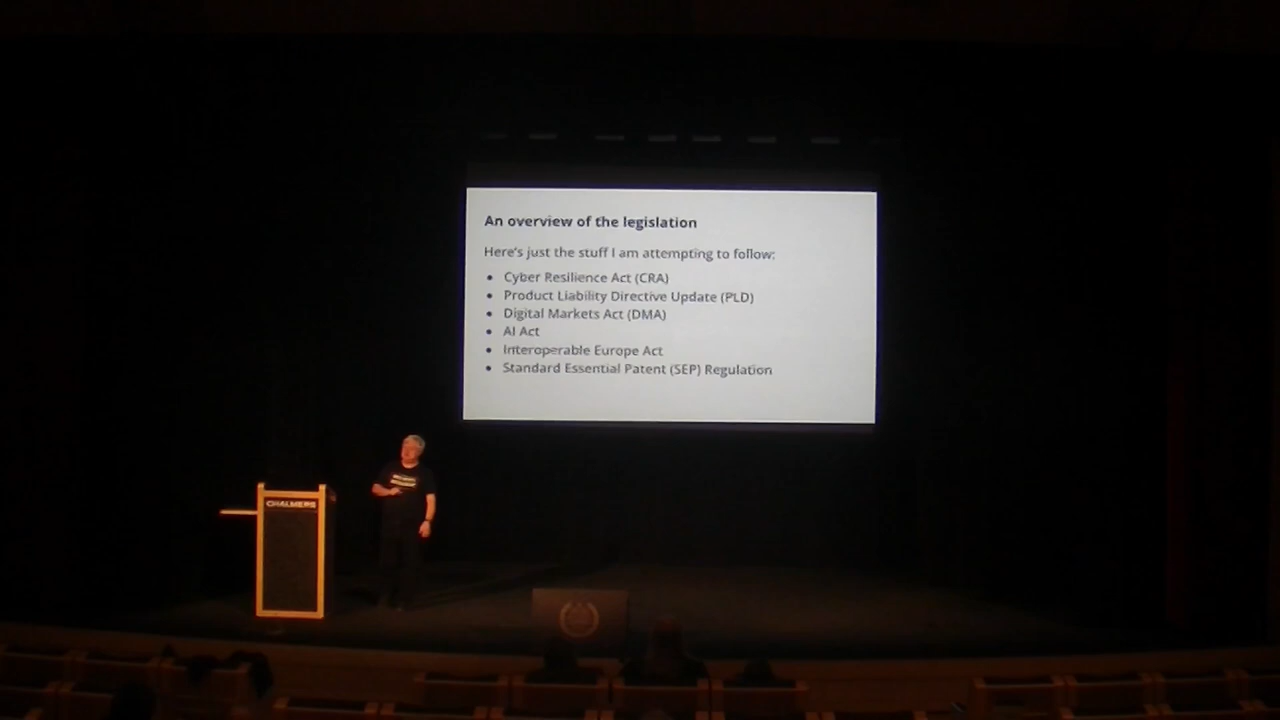 An overview of the legislation
Here's just the stuff I am attempting to follow:
• Cyber Resilience Act (CRA)
• Product Liability Directive Update (PLD)
• Digital Markets Act (DMA)
• AI Act
• Interoperable Europe Act
• Standard Essential Patent (SEP) Regulation
CHALMERS